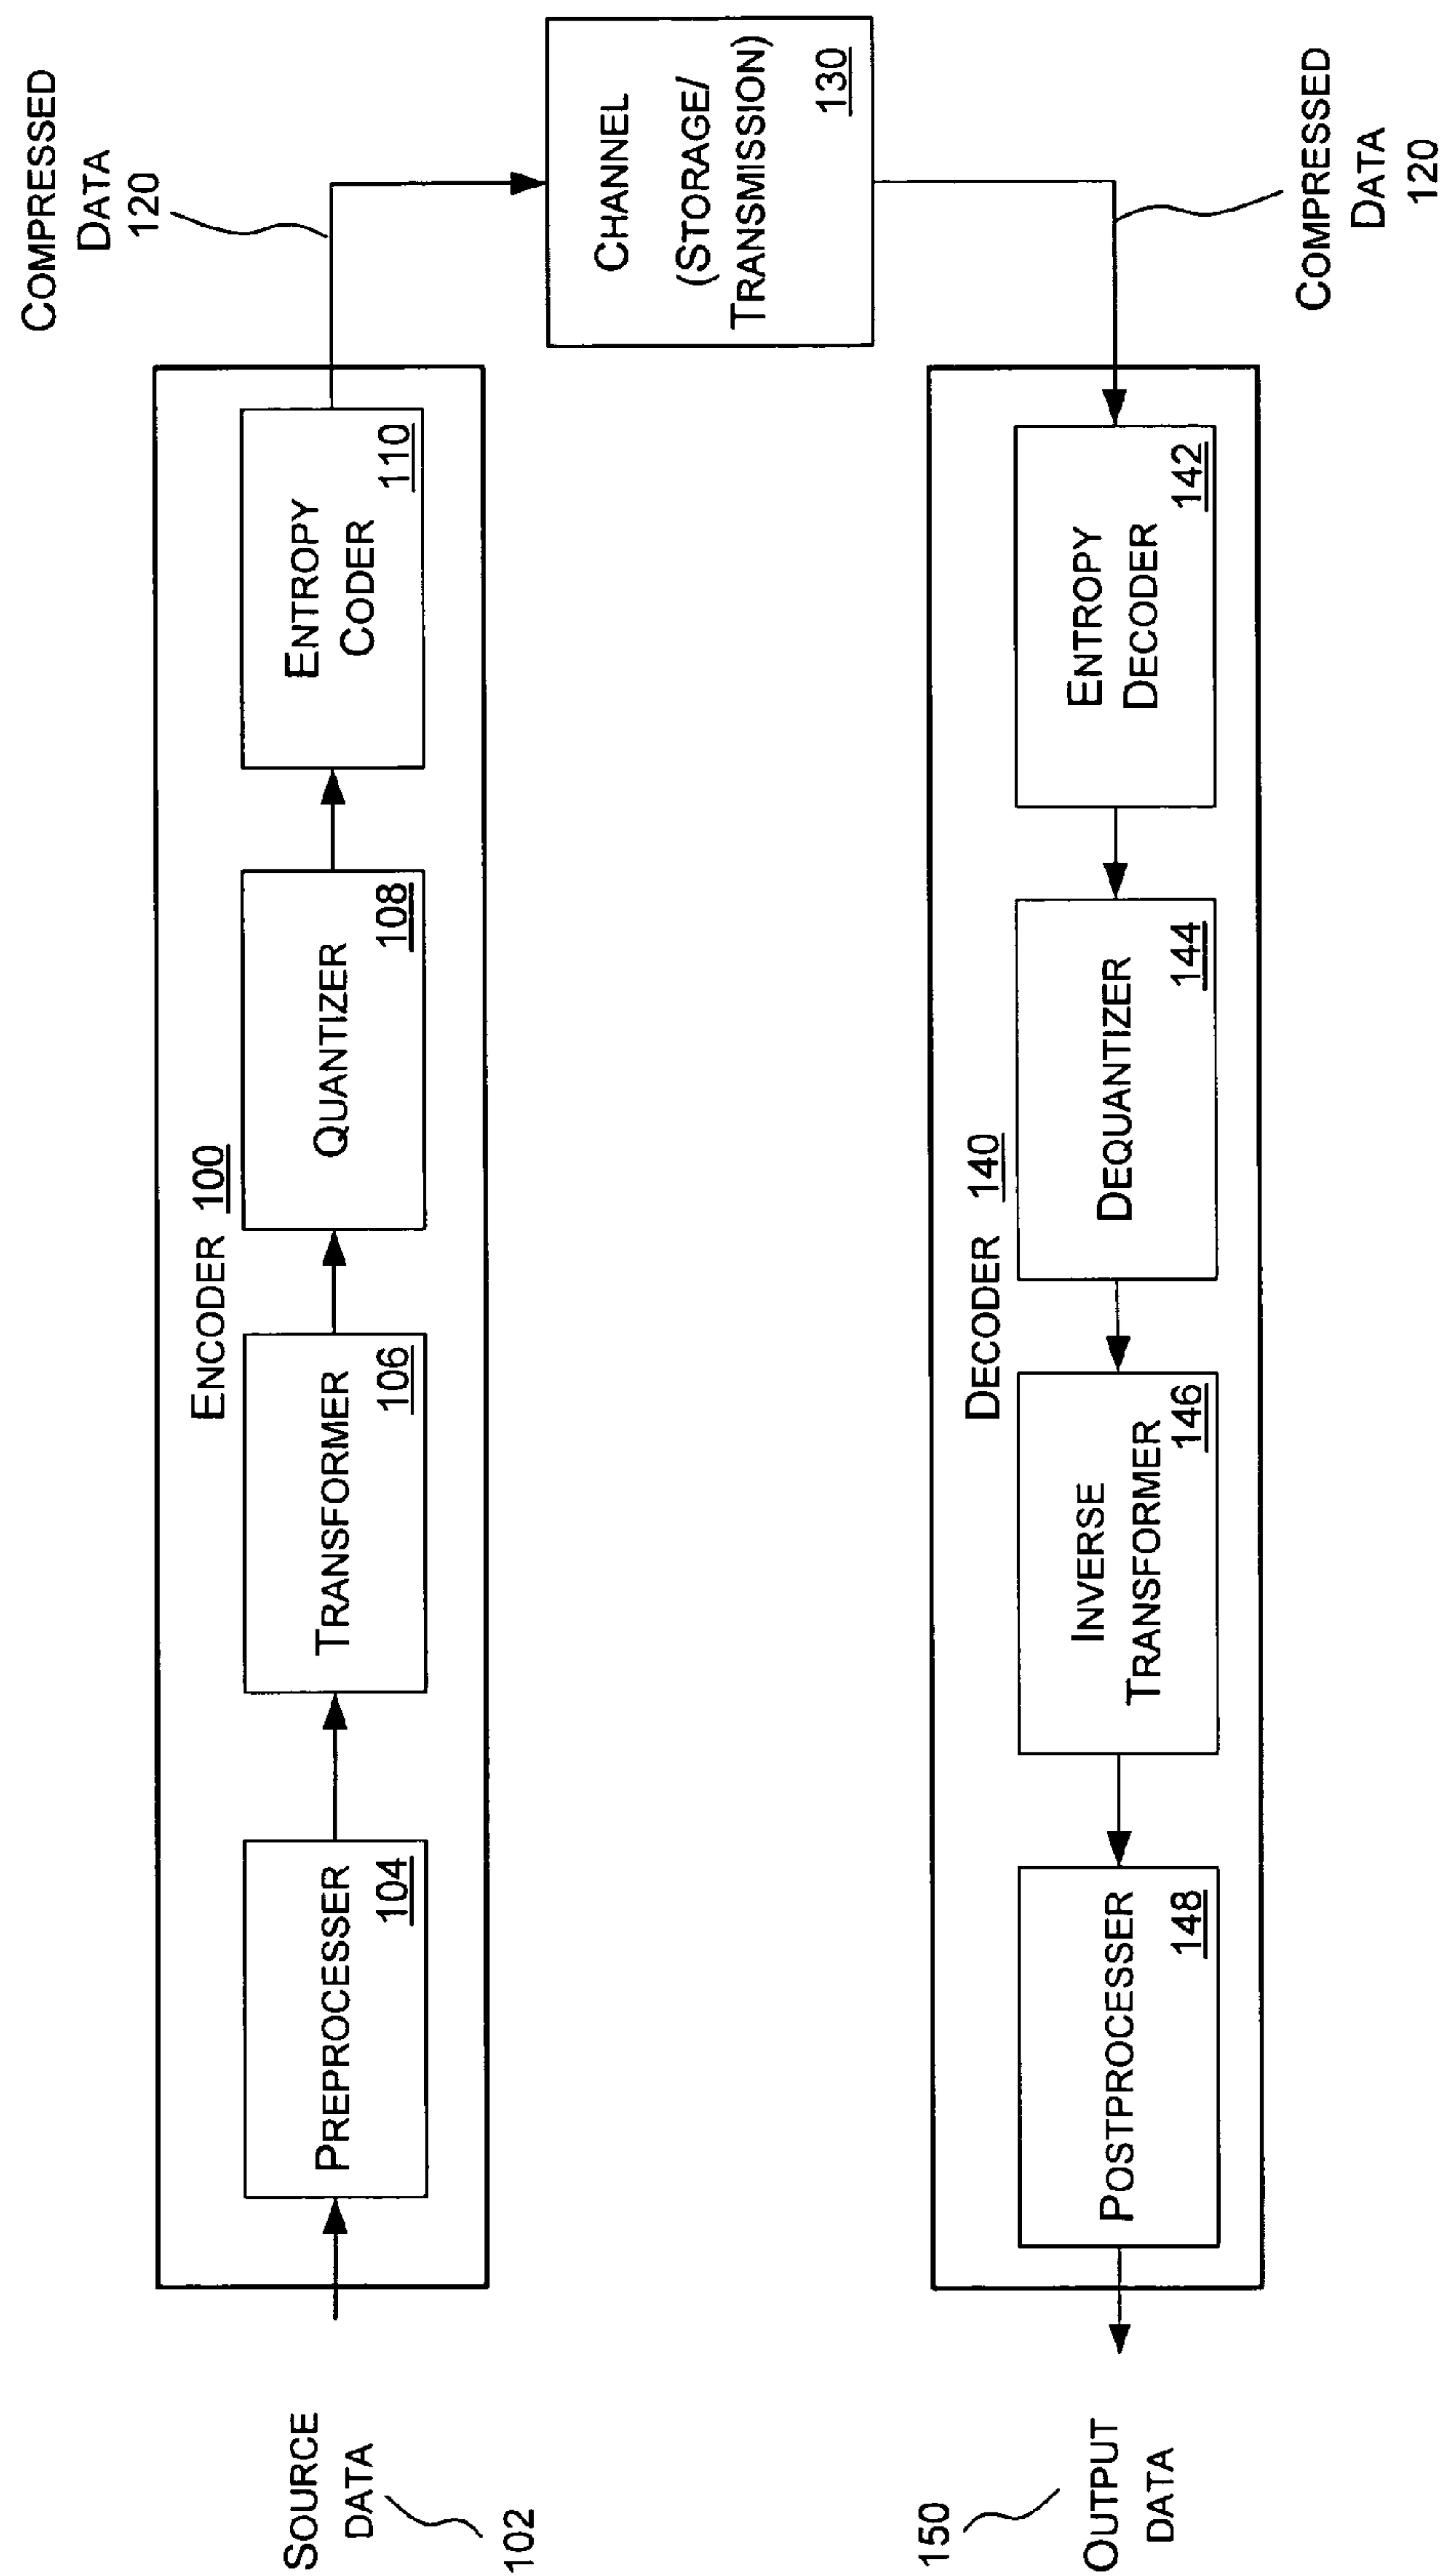 COMPRESSED
DATA
120
ENCODER 100
SOURCE
DATA
102
PREPROCESSER
104
TRANSFORMER
106
QUANTIZER
108
ENTROPY
CODER
110
CHANNEL
(STORAGE/
TRANSMISSION)
130
DECODER 140
150
OUTPUT
DATA
POSTPROCESSER
148
INVERSE
TRANSFORMER
146
DEQUANTIZER
144
ENTROPY
DECODER
142
COMPRESSED
DATA
120